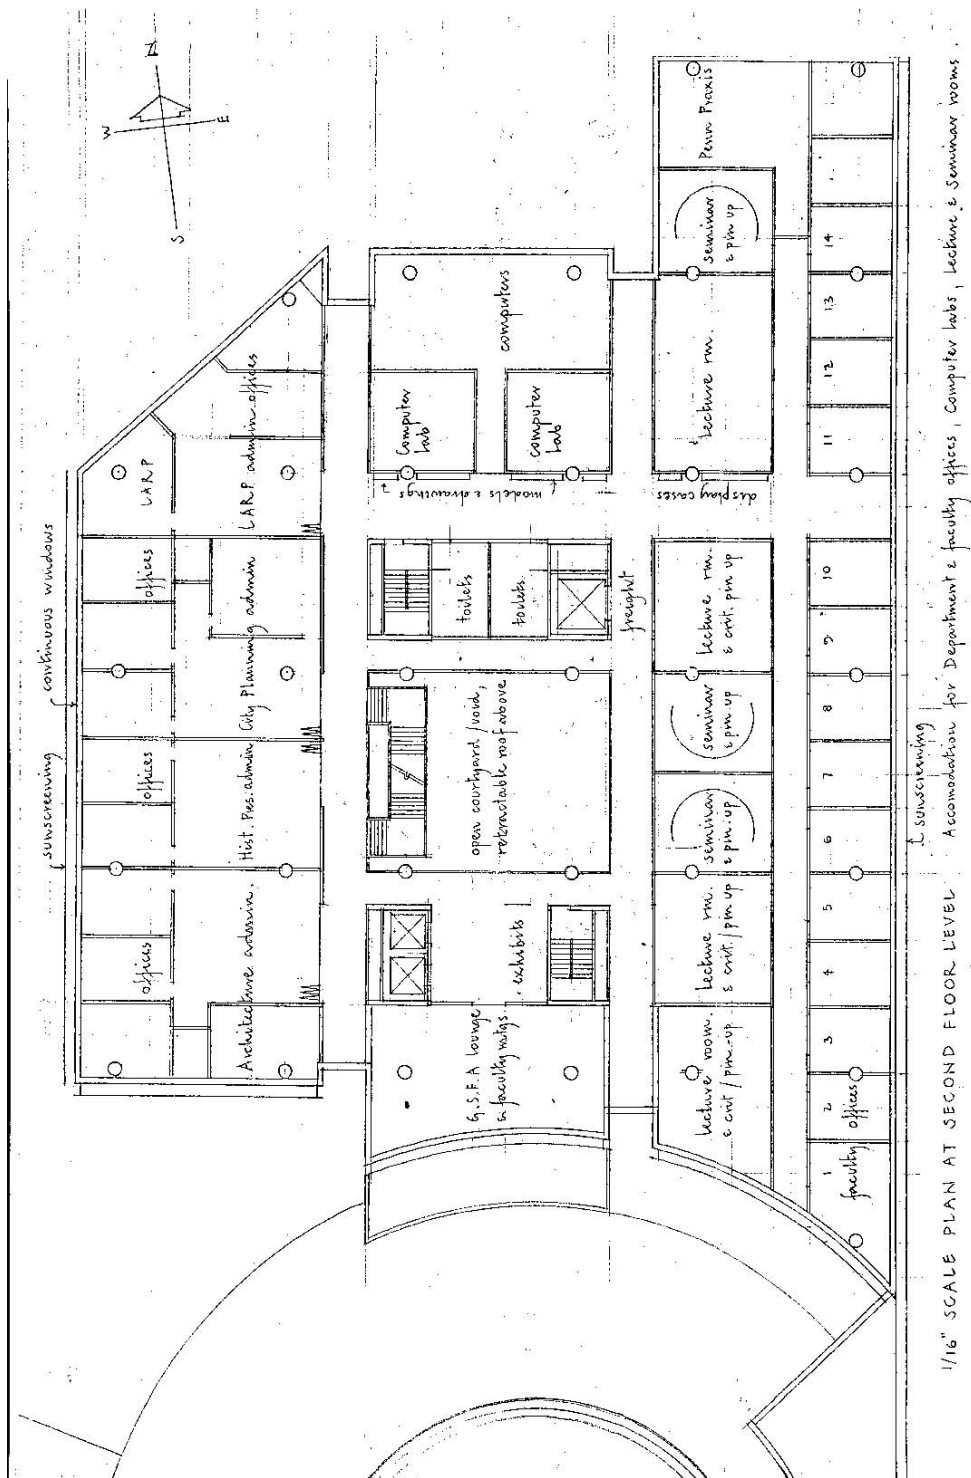 N
W
E
S
sunscreening
continuous windows
offices
offices
offices
LARP
Architecture admin.
Hist. Pres. admin
City Planning admin
LARP admin offices
G.S.F.A lounge
& faculty matgs.
exhibits
open courtyard / void,
retractable roof above
toilets
toilets
freight
models & drawings
display cases
Computer
lab
computer
lab
computers
lecture room.
& crit / pin-up
lecture rm.
& crit. / pin up
seminar
& pin-up
seminar
& pin-up
lecture rm.
& crit. pin up
lecture rm.
seminar
& pin up
Penn Praxis
1
2
3
4
5
6
7
8
9
10
11
12
13
14
faculty offices
sunscreening
1/16" SCALE PLAN AT SECOND FLOOR LEVEL Accomodation for Department & faculty offices, Computer labs, Lecture & Seminar rooms.